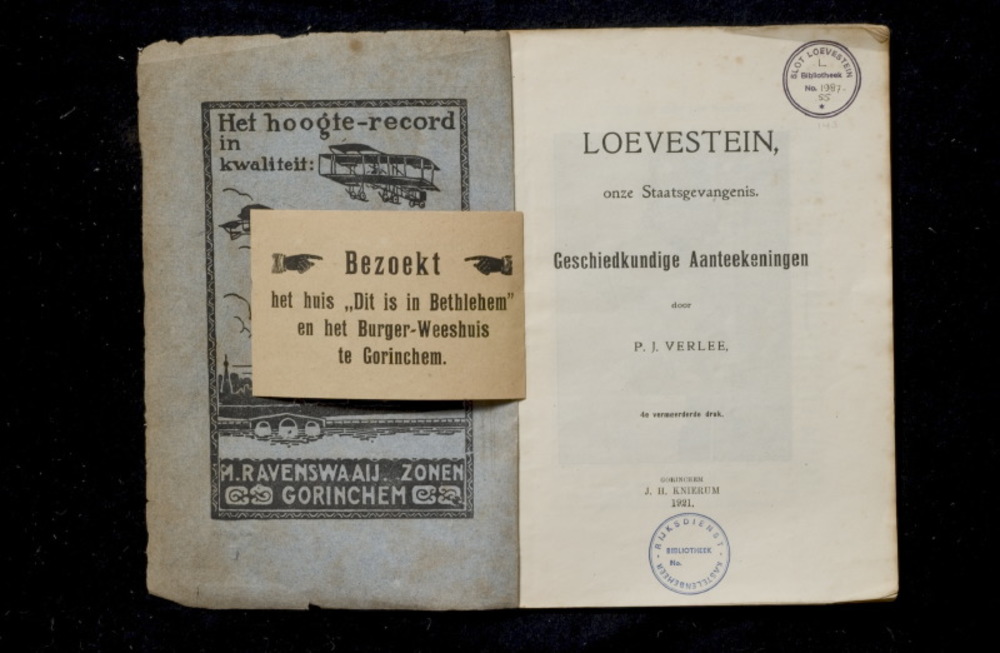 Het hoogte-record
in
kwaliteit:
Bezoekt
het huis „Dit is in Bethlehem”
en het Burger-Weeshuis
te Gorinchem.
M. RAVENSWAAIJ. ZONEN
GORINCHEM
SLOT LOEVESTEIN
L
Bibliotheek
No. 1987-
55
LOEVESTEIN,
onze Staatsgevangenis.
Geschiedkundige Aanteekeningen
door
P. J. VERLEE,
4e vermeerderde druk.
GORINCHEM
J. H. KNIERUM
1921.
RIJKSDIENST
BIBLIOTHEEK
No.
KASTELENBEHEER